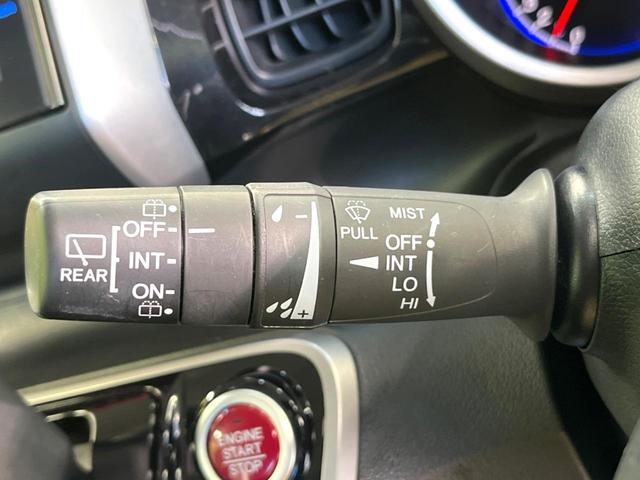 REAR
OFF
INT
ON
-
+
PULL
MIST
OFF
INT
LO
HI
ENGINE
START
STOP